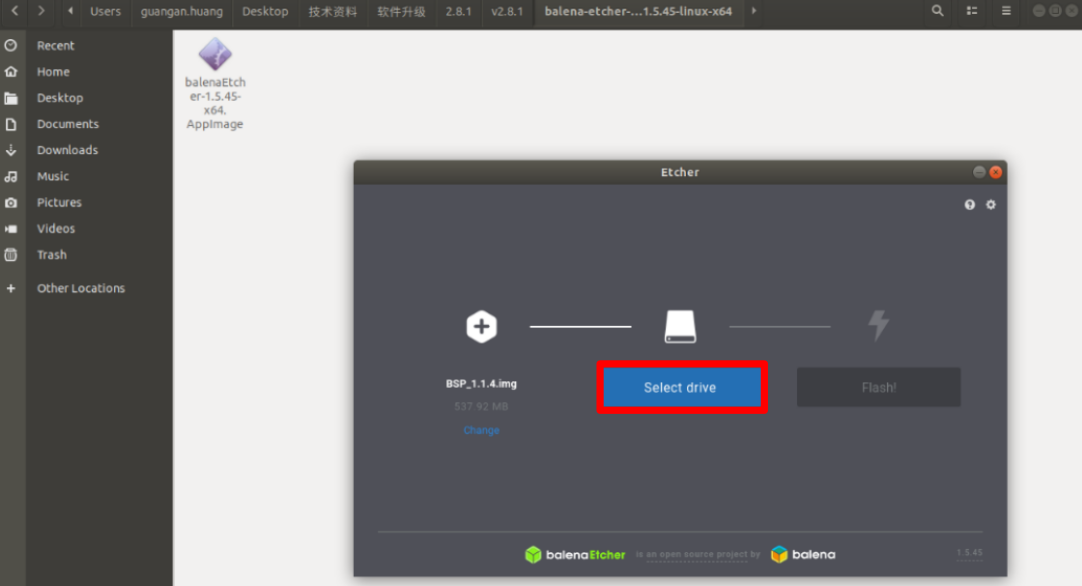 Users guangan.huang Desktop 技术资料 软件升级 2.8.1 v2.8.1 balena-etcher-...1.5.45-linux-x64
Recent
Home
Desktop
Documents
Downloads
Music
Pictures
Videos
Trash
Other Locations
balenaEtch
er-1.5.45-
x64.
AppImage
Etcher
BSP_1.1.4.img
537.92 MB
Change
Select drive
Flash!
balenaEtcher is an open source project by balena
1.5.45